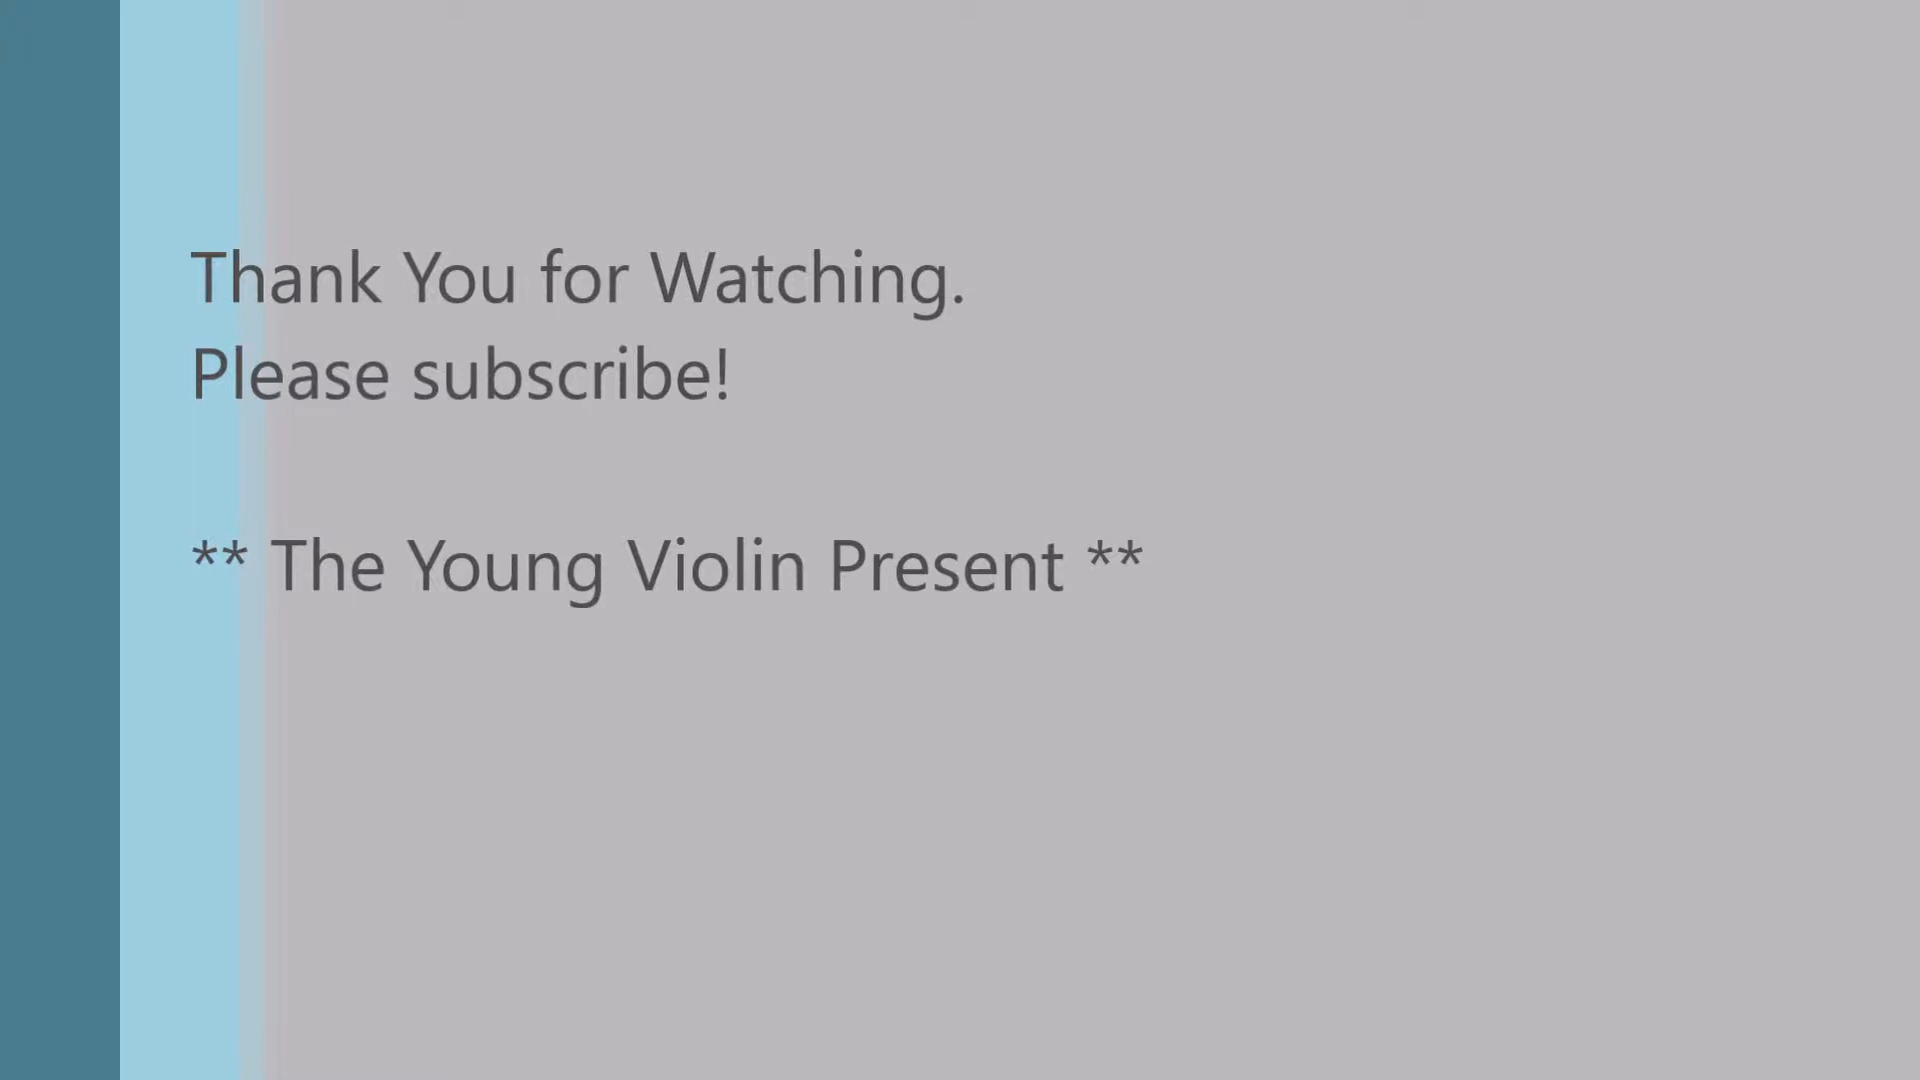 Thank You for Watching.
Please subscribe!
** The Young Violin Present **